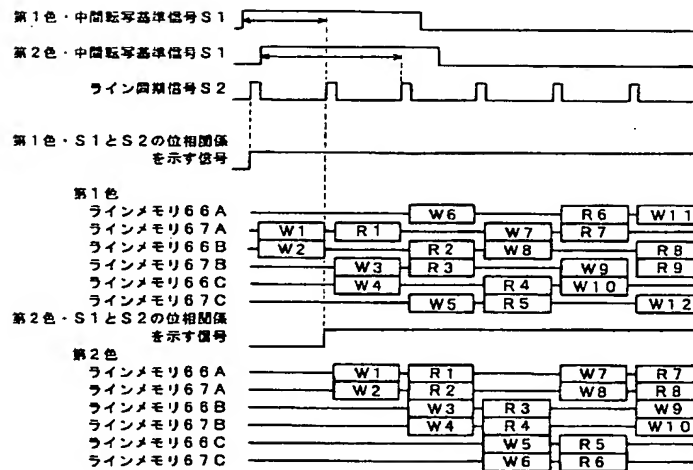 第1色・中間転写基準信号S1
第2色・中間転写基準信号S1
ライン同期信号S2
第1色・S1とS2の位相関係
を示す信号
第1色
ラインメモリ66A W6 R6 W11
ラインメモリ67A W1 R1 W7 R7
ラインメモリ66B W2 R2 W8 R8
ラインメモリ67B W3 R3 W9 R9
ラインメモリ66C W4 R4 W10
ラインメモリ67C W5 R5 W12
第2色・S1とS2の位相関係
を示す信号
第2色
ラインメモリ66A W1 R1 W7 R7
ラインメモリ67A W2 R2 W8 R8
ラインメモリ66B W3 R3 W9
ラインメモリ67B W4 R4 W10
ラインメモリ66C W5 R5
ラインメモリ67C W6 R6